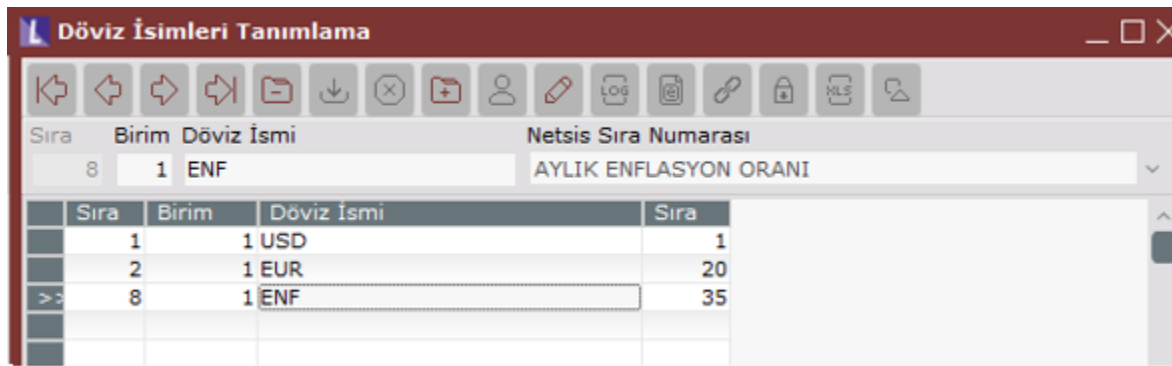 Döviz İsimleri Tanımlama
LOG XLS
Sıra Birim Döviz İsmi Netsis Sıra Numarası
8 1 ENF AYLIK ENFLASYON ORANI
Sıra Birim Döviz İsmi Sıra
1 1 USD 1
2 1 EUR 20
>> 8 1 ENF 35